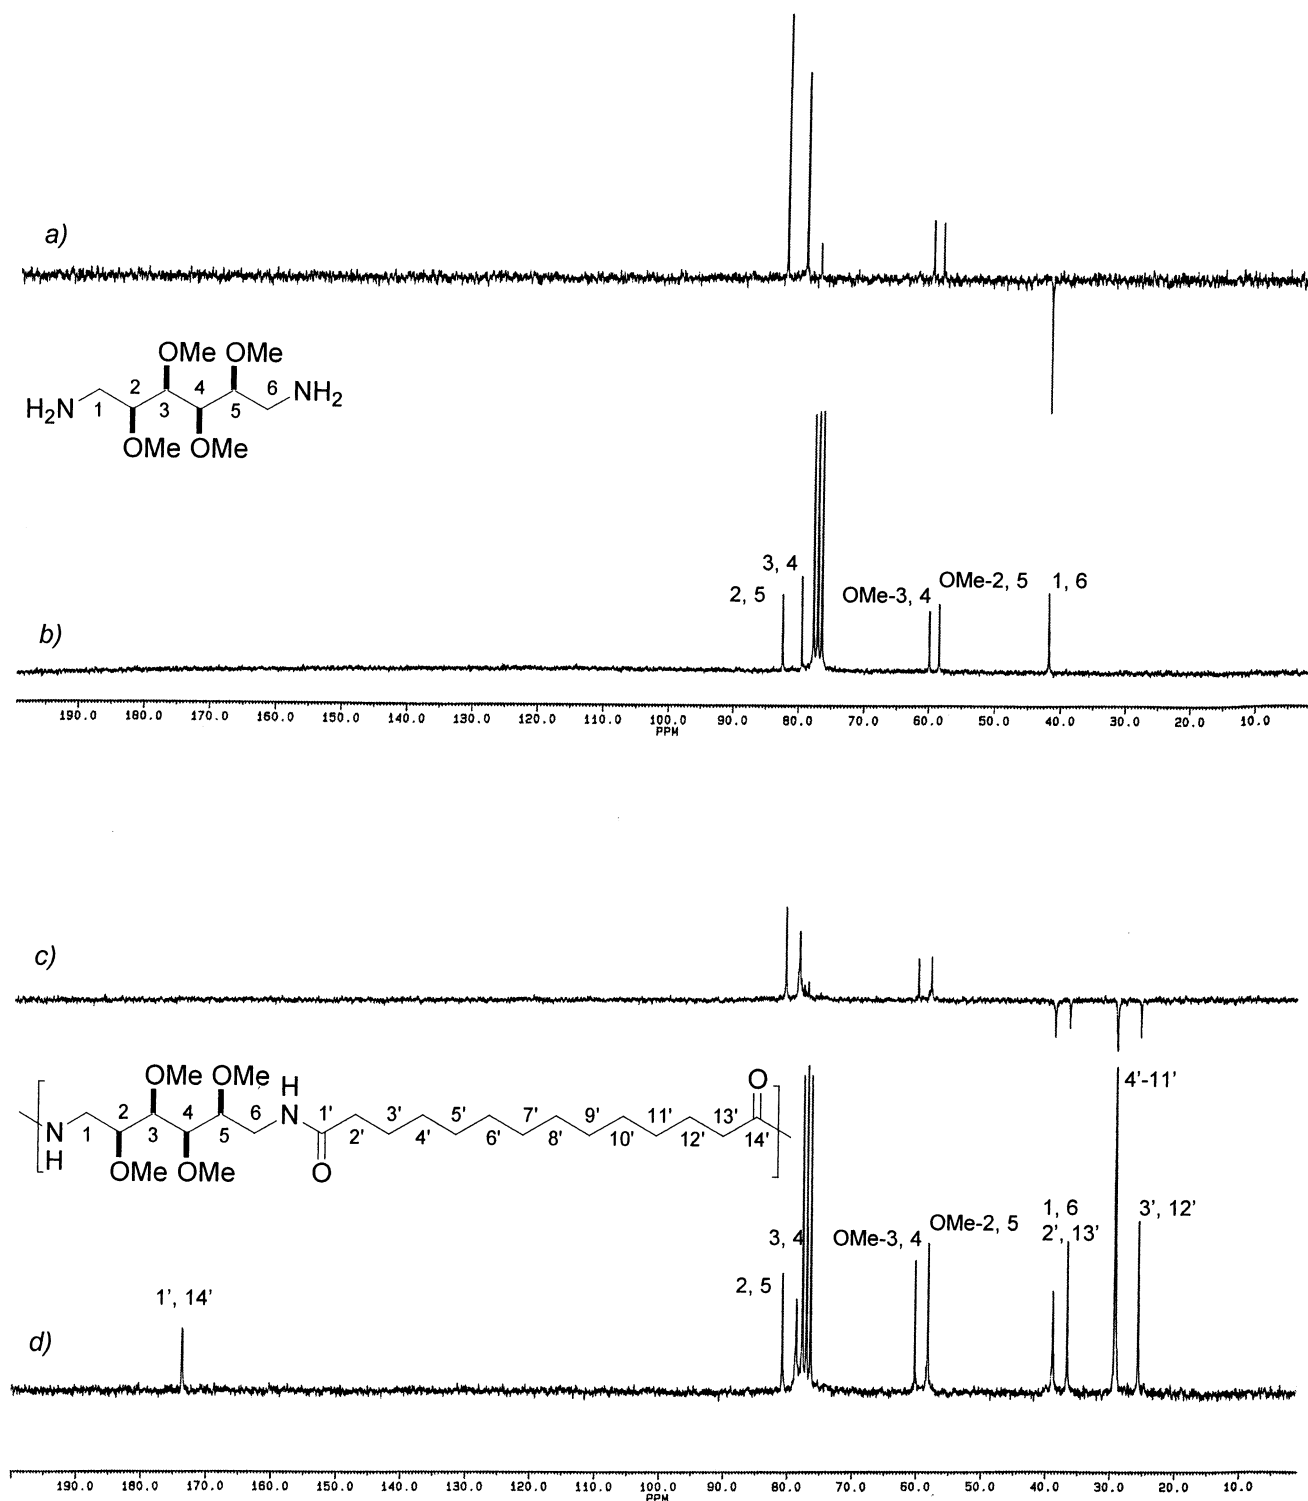 a)
OMe OMe
H₂N 1 2 3 4 5 6 NH₂
OMe OMe
3, 4
2, 5
OMe-3, 4
OMe-2, 5
1, 6
b)
190.0 180.0 170.0 160.0 150.0 140.0 130.0 120.0 110.0 100.0 90.0 80.0 70.0 60.0 50.0 40.0 30.0 20.0 10.0
PPM
c)
OMe OMe H O
N H 1 2 3 4 5 6 N 1' 2' 3' 4' 5' 6' 7' 8' 9' 10' 11' 12' 13' 14'
OMe OMe O
4'-11'
1', 14'
2, 5
3, 4
OMe-3, 4
OMe-2, 5
1, 6
2', 13'
3', 12'
d)
190.0 180.0 170.0 160.0 150.0 140.0 130.0 120.0 110.0 100.0 90.0 80.0 70.0 60.0 50.0 40.0 30.0 20.0 10.0
PPM